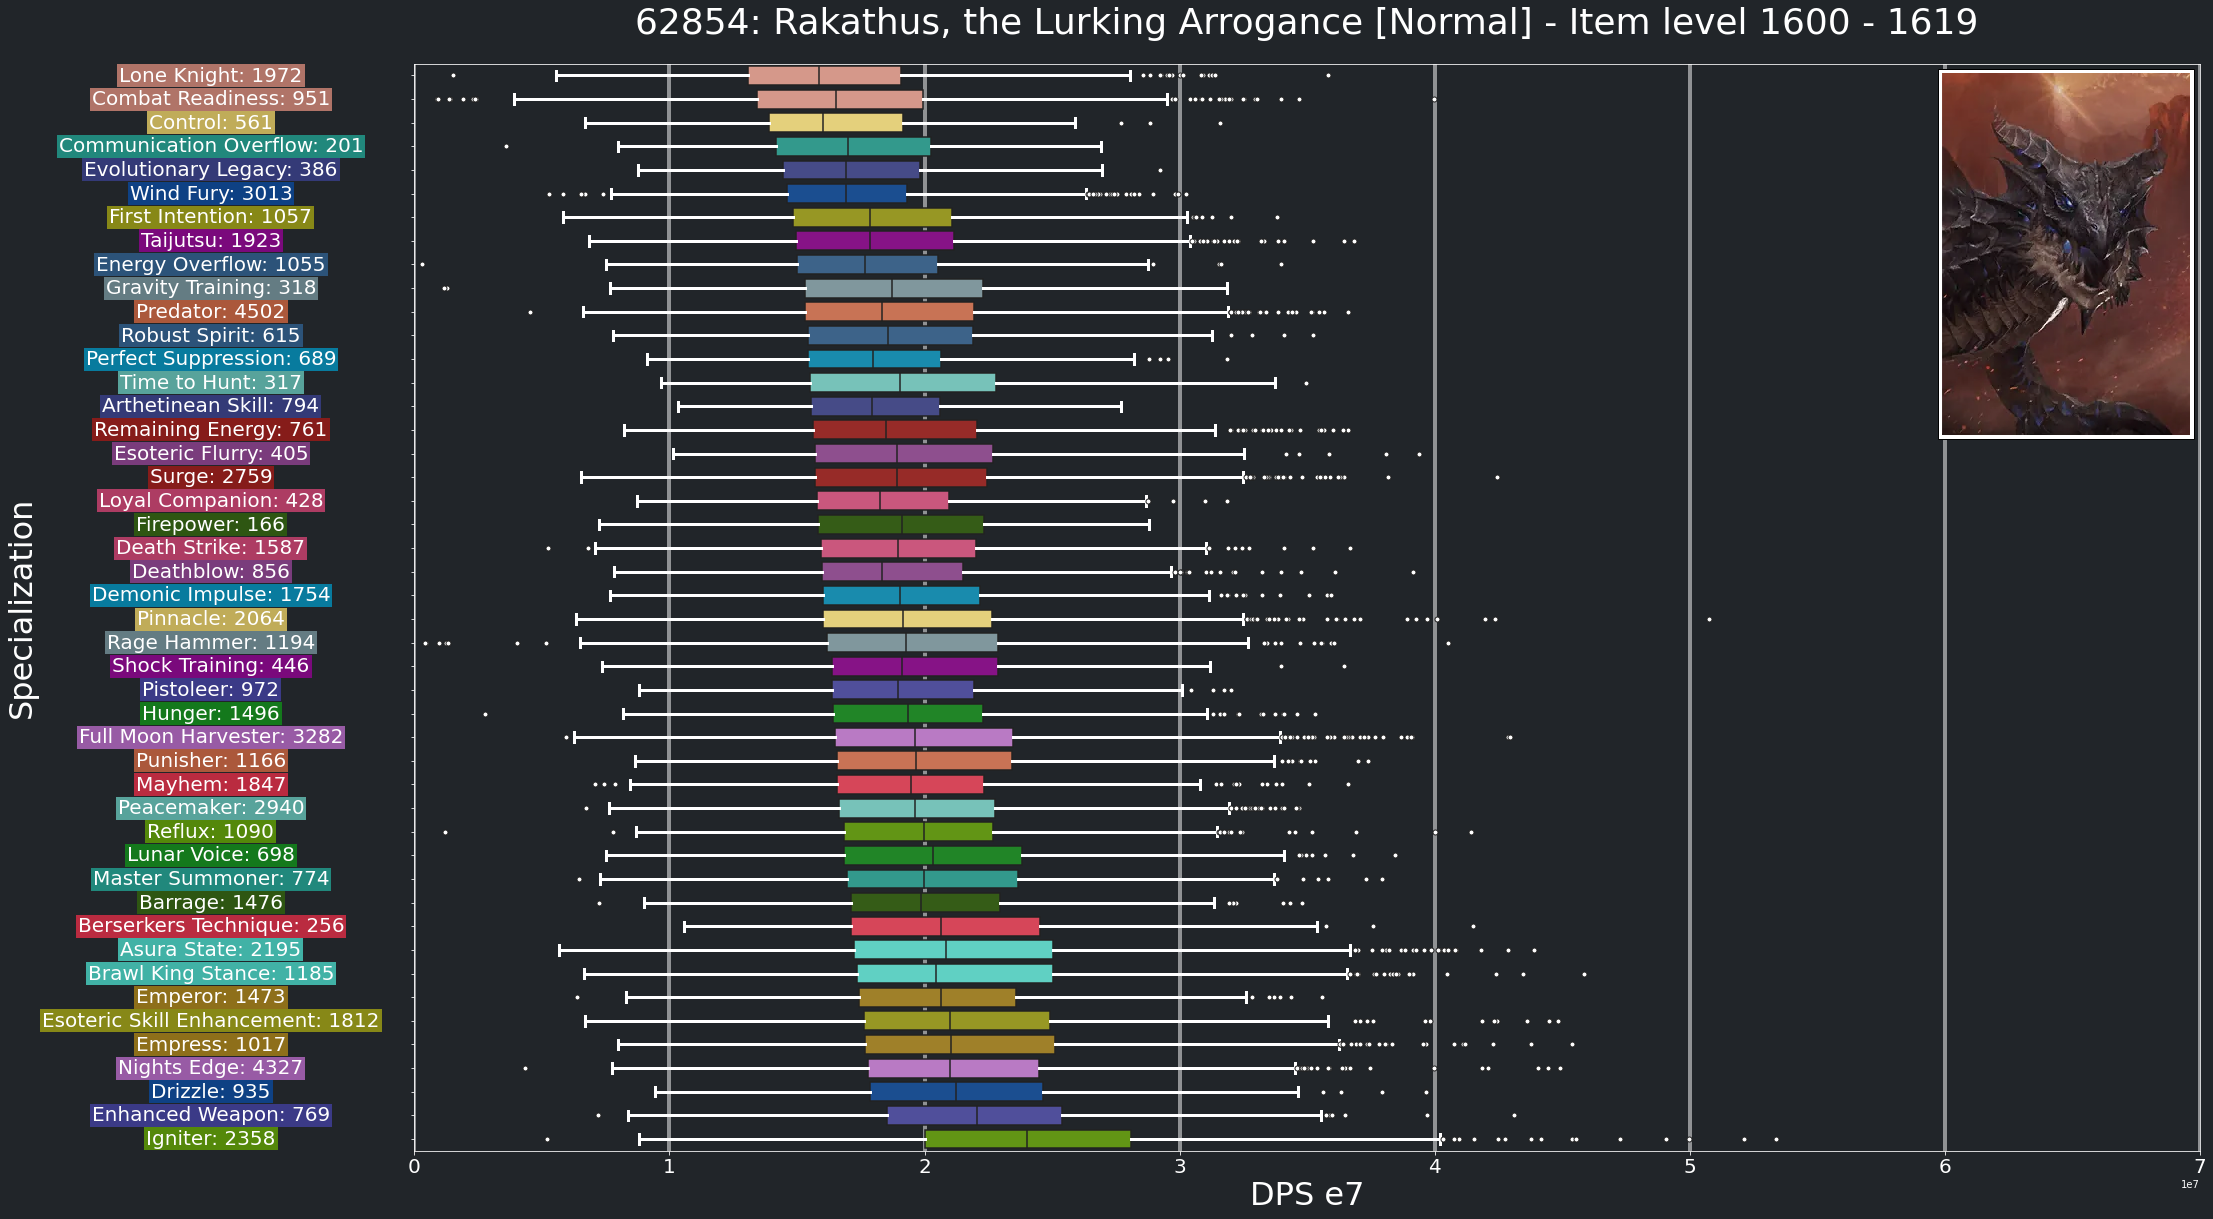 62854: Rakathus, the Lurking Arrogance [Normal] - Item level 1600 - 1619
Specialization
Lone Knight: 1972
Combat Readiness: 951
Control: 561
Communication Overflow: 201
Evolutionary Legacy: 386
Wind Fury: 3013
First Intention: 1057
Taijutsu: 1923
Energy Overflow: 1055
Gravity Training: 318
Predator: 4502
Robust Spirit: 615
Perfect Suppression: 689
Time to Hunt: 317
Arthetinean Skill: 794
Remaining Energy: 761
Esoteric Flurry: 405
Surge: 2759
Loyal Companion: 428
Firepower: 166
Death Strike: 1587
Deathblow: 856
Demonic Impulse: 1754
Pinnacle: 2064
Rage Hammer: 1194
Shock Training: 446
Pistoleer: 972
Hunger: 1496
Full Moon Harvester: 3282
Punisher: 1166
Mayhem: 1847
Peacemaker: 2940
Reflux: 1090
Lunar Voice: 698
Master Summoner: 774
Barrage: 1476
Berserkers Technique: 256
Asura State: 2195
Brawl King Stance: 1185
Emperor: 1473
Esoteric Skill Enhancement: 1812
Empress: 1017
Nights Edge: 4327
Drizzle: 935
Enhanced Weapon: 769
Igniter: 2358
0 1 2 3 4 5 6 7
1e7
DPS e7